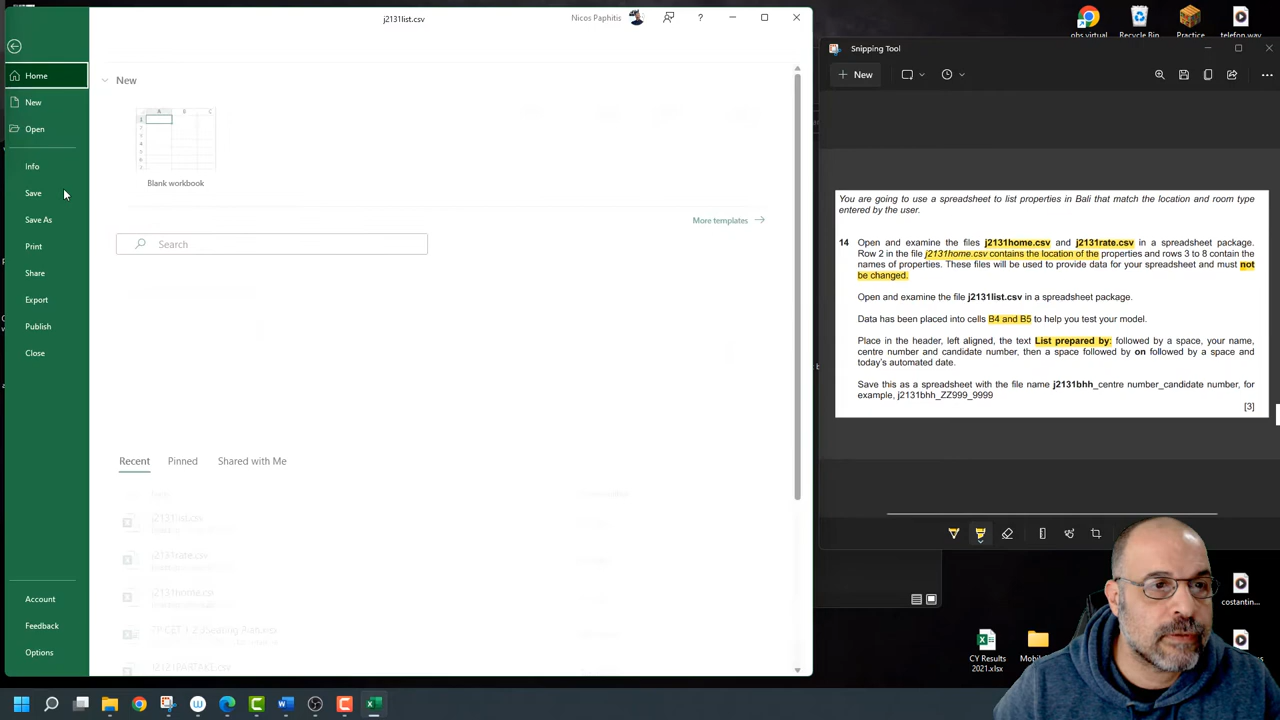 j2131list.csv
Nicos Paphitis
?
Home
New
Open
Info
Save
Save As
Print
Share
Export
Publish
Close
Account
Feedback
Options
New
A B C
Blank workbook
More templates
Search
Recent Pinned Shared with Me
j2131list.csv
j2131rate.csv
j2131home.csv
obs virtual
Recycle Bin
Practice
telefon.wav
Snipping Tool
New
You are going to use a spreadsheet to list properties in Bali that match the location and room type
entered by the user.
14 Open and examine the files j2131home.csv and j2131rate.csv in a spreadsheet package.
Row 2 in the file j2131home.csv contains the location of the properties and rows 3 to 8 contain the
names of properties. These files will be used to provide data for your spreadsheet and must not
be changed.
Open and examine the file j2131list.csv in a spreadsheet package.
Data has been placed into cells B4 and B5 to help you test your model.
Place in the header, left aligned, the text List prepared by: followed by a space, your name,
centre number and candidate number, then a space followed by on followed by a space and
today's automated date.
Save this as a spreadsheet with the file name j2131bhh_centre number_candidate number, for
example, j2131bhh_ZZ999_9999
[3]
CY Results
2021.xlsx
costantin...